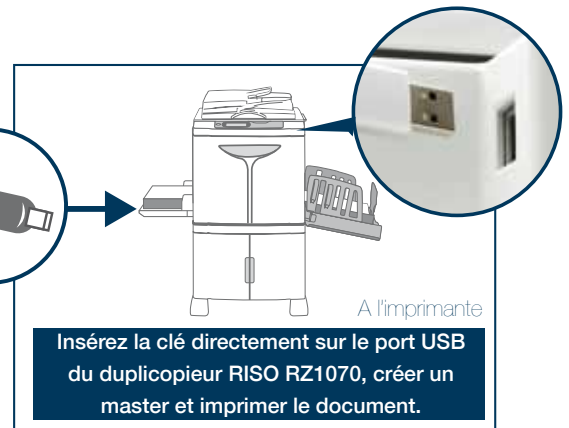 A l'imprimante
Insérez la clé directement sur le port USB
du duplicopieur RISO RZ1070, créer un
master et imprimer le document.